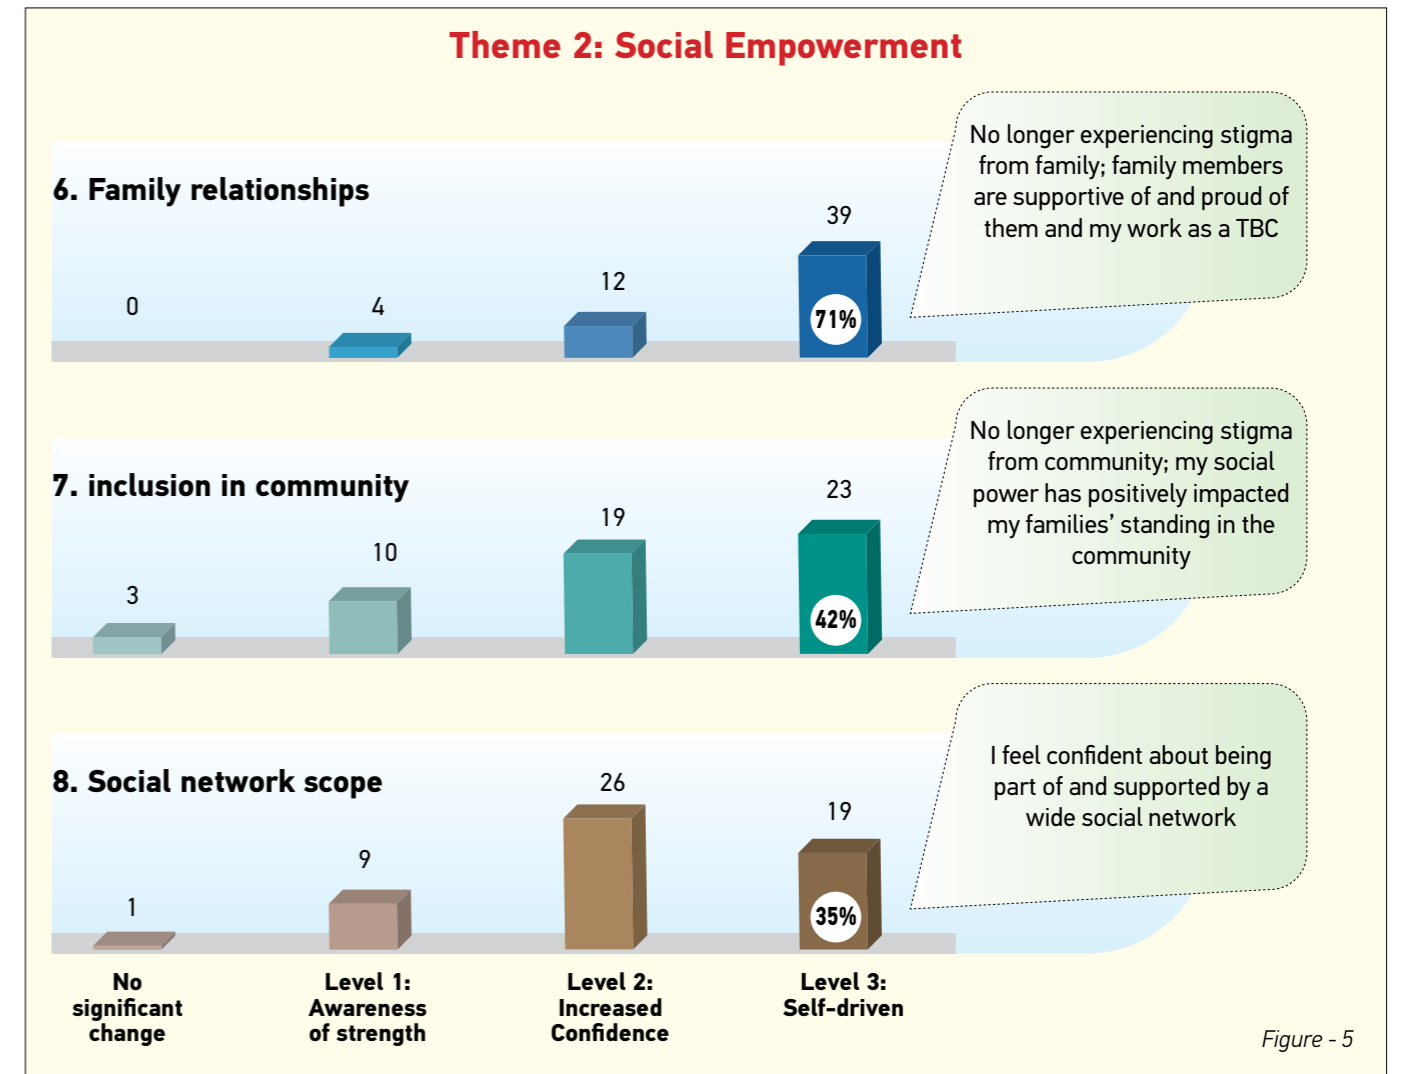 Theme 2: Social Empowerment
6. Family relationships
0
4
12
39
71%
No longer experiencing stigma
from family; family members
are supportive of and proud of
them and my work as a TBC
7. inclusion in community
3
10
19
23
42%
No longer experiencing stigma
from community; my social
power has positively impacted
my families’ standing in the
community
8. Social network scope
1
9
26
19
35%
I feel confident about being
part of and supported by a
wide social network
No
significant
change
Level 1:
Awareness
of strength
Level 2:
Increased
Confidence
Level 3:
Self-driven
Figure - 5